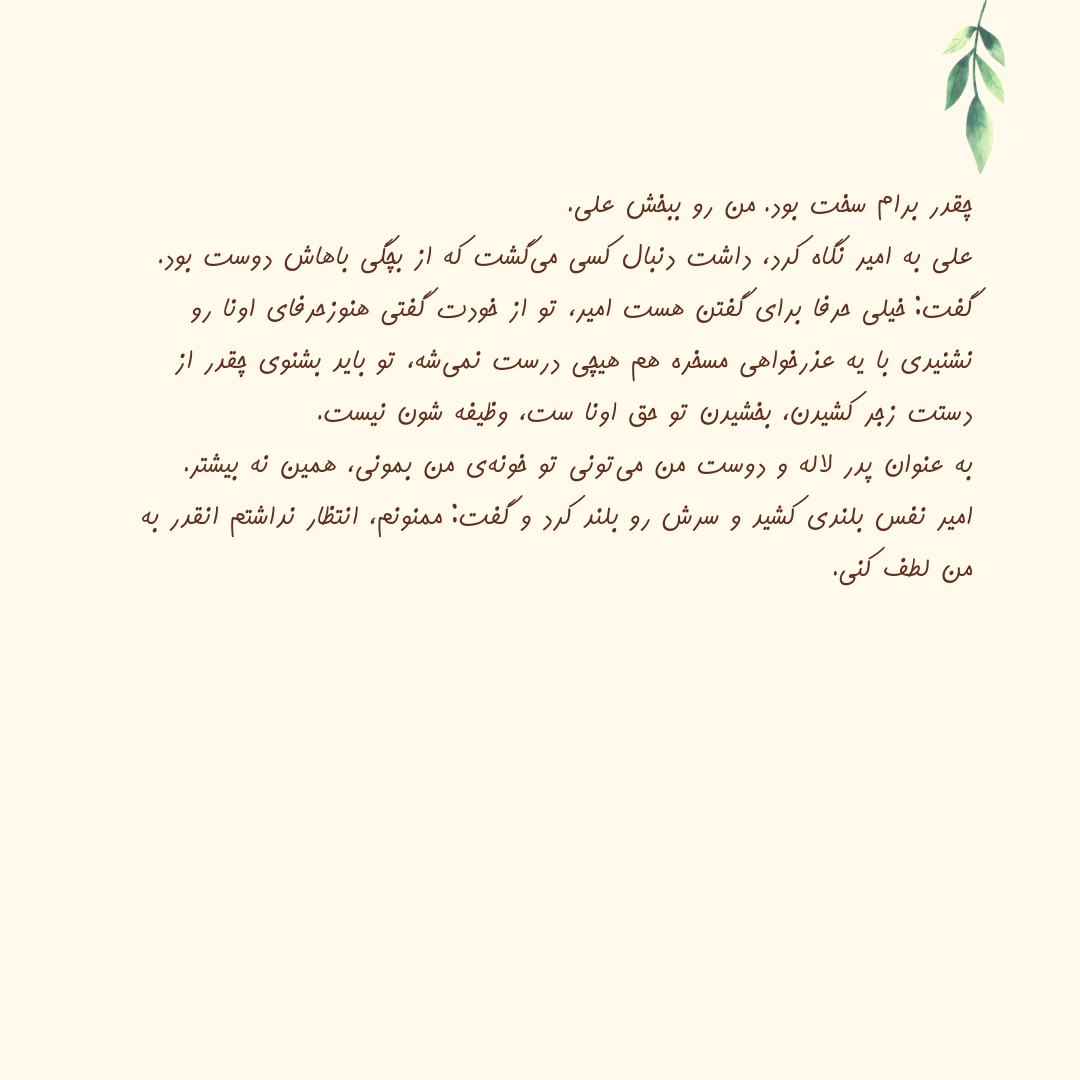 چقدر برام سخت بود. من رو ببخش علی.
علی به امیر نگاه کرد، داشت دنبال کسی می‌گشت که از بچگی باهاش دوست بود.
گفت: خیلی حرفا برای گفتن هست امیر، تو از خودت گفتی هنوزحرفای اونا رو
نشنیدی با یه عذرخواهی مسخره هم هیچی درست نمی‌شه، تو باید بشنوی چقدر از
دستت زجر کشیدن، بخشیدن تو حق اونا ست، وظیفه شون نیست.
به عنوان پدر لاله و دوست من می‌تونی تو خونه‌ی من بمونی، همین نه بیشتر.
امیر نفس بلندی کشید و سرش رو بلند کرد و گفت: ممنونم، انتظار نداشتم انقدر به
من لطف کنی.